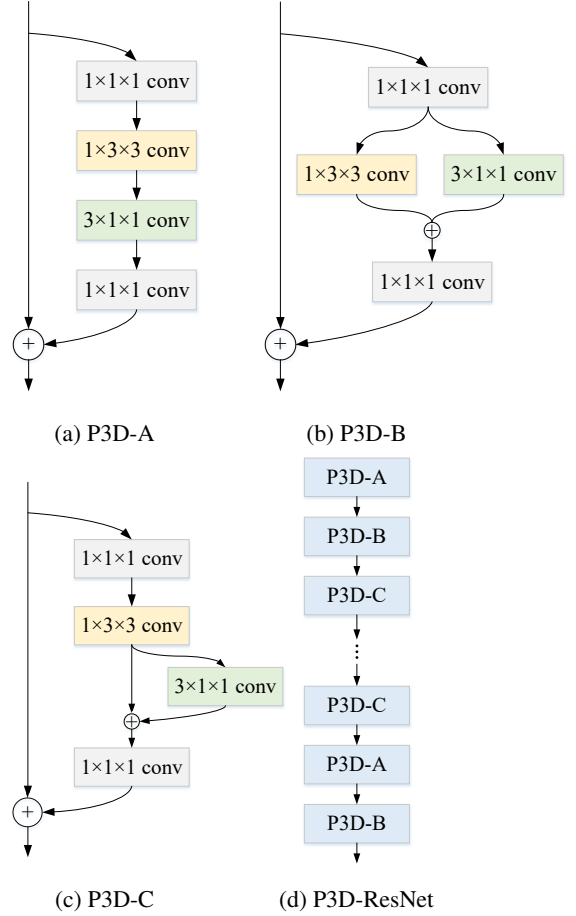 1×1×1 conv
1×3×3 conv
3×1×1 conv
1×1×1 conv
+
(a) P3D-A
1×1×1 conv
1×3×3 conv
3×1×1 conv
+
1×1×1 conv
+
(b) P3D-B
1×1×1 conv
1×3×3 conv
3×1×1 conv
+
1×1×1 conv
+
(c) P3D-C
P3D-A
P3D-B
P3D-C
...
P3D-C
P3D-A
P3D-B
(d) P3D-ResNet